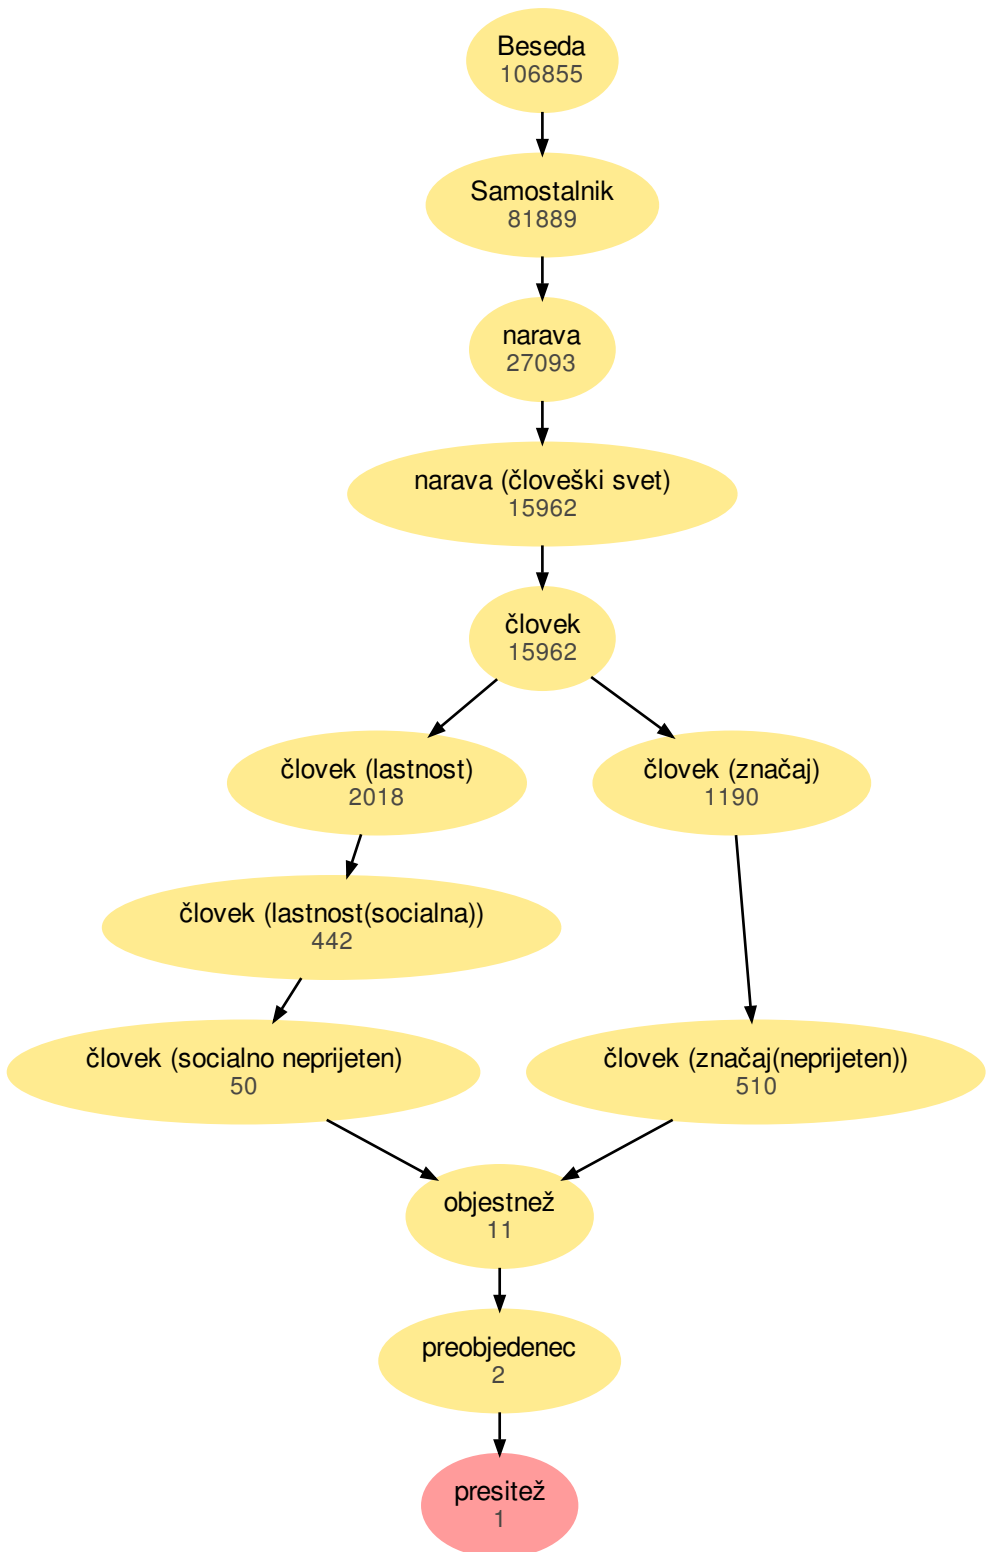 Beseda
106855
Samostalnik
81889
narava
27093
narava (človeški svet)
15962
človek
15962
človek (lastnost)
2018
človek (značaj)
1190
človek (lastnost(socialna))
442
človek (socialno neprijeten)
50
človek (značaj(neprijeten))
510
objestnež
11
preobjedenec
2
presitež
1